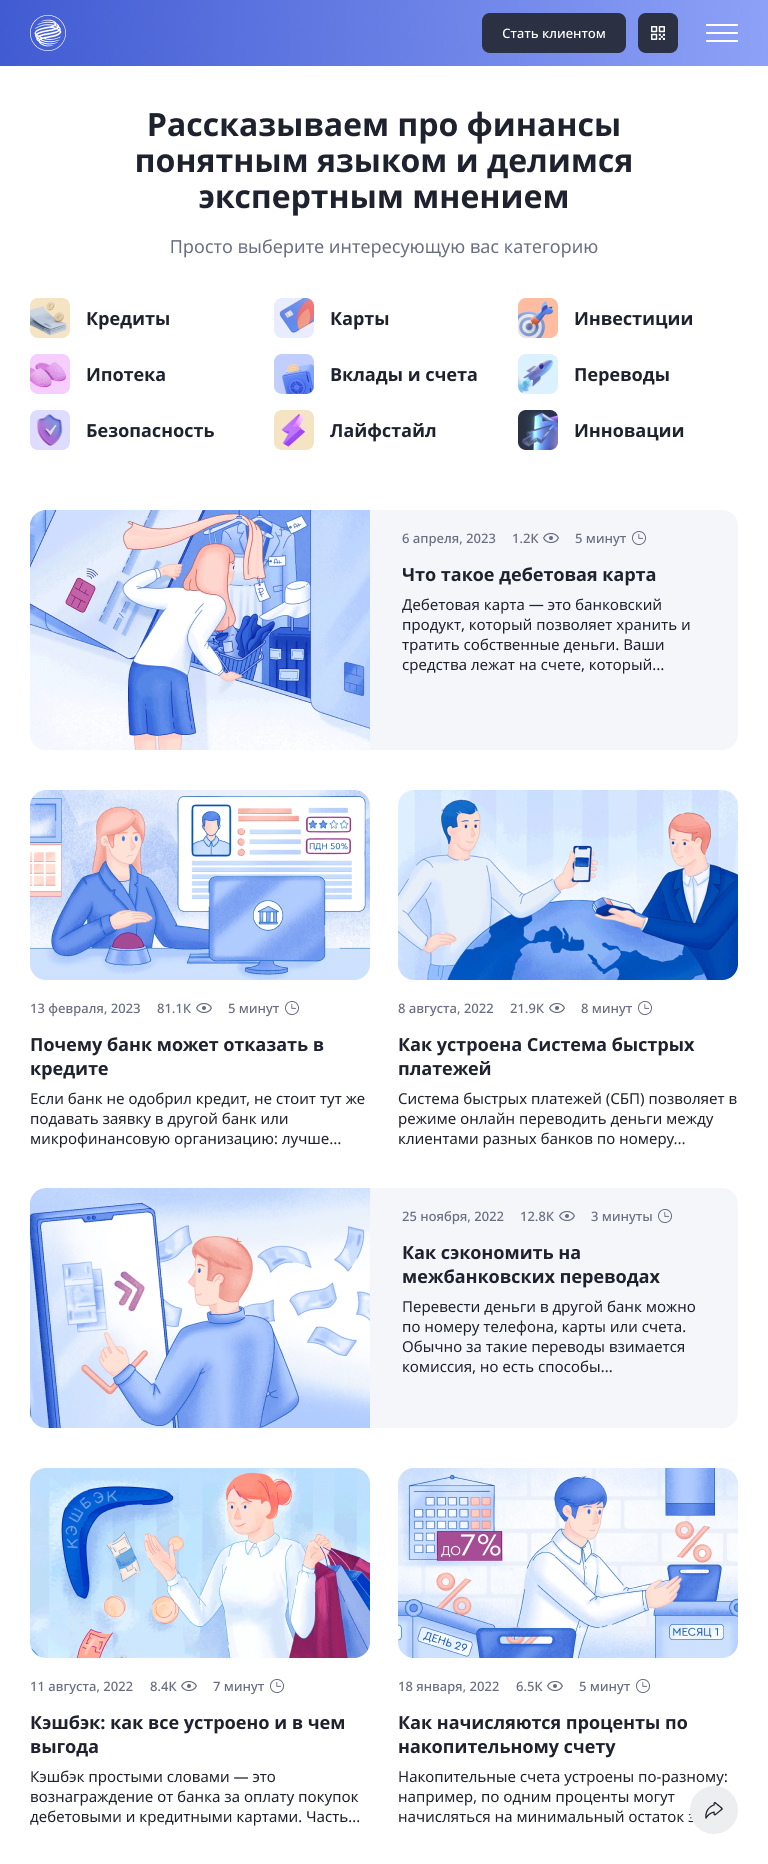 Стать клиентом
Рассказываем про финансы
понятным языком и делимся
экспертным мнением
Просто выберите интересующую вас категорию
Кредиты
Карты
Инвестиции
Ипотека
Вклады и счета
Переводы
Безопасность
Лайфстайл
Инновации
6 апреля, 2023 1.2K 5 минут
Что такое дебетовая карта
Дебетовая карта — это банковский
продукт, который позволяет хранить и
тратить собственные деньги. Ваши
средства лежат на счете, который...
ПДН 50%
13 февраля, 2023 81.1K 5 минут
Почему банк может отказать в
кредите
Если банк не одобрил кредит, не стоит тут же
подавать заявку в другой банк или
микрофинансовую организацию: лучше...
8 августа, 2022 21.9K 8 минут
Как устроена Система быстрых
платежей
Система быстрых платежей (СБП) позволяет в
режиме онлайн переводить деньги между
клиентами разных банков по номеру...
25 ноября, 2022 12.8K 3 минуты
Как сэкономить на
межбанковских переводах
Перевести деньги в другой банк можно
по номеру телефона, карты или счета.
Обычно за такие переводы взимается
комиссия, но есть способы...
КЭШБЭК
11 августа, 2022 8.4K 7 минут
Кэшбэк: как все устроено и в чем
выгода
Кэшбэк простыми словами — это
вознаграждение от банка за оплату покупок
дебетовыми и кредитными картами. Часть...
ДО 7%
%
%
ДЕНЬ 29
МЕСЯЦ 1
18 января, 2022 6.5K 5 минут
Как начисляются проценты по
накопительному счету
Накопительные счета устроены по-разному:
например, по одним проценты могут
начисляться на минимальный остаток